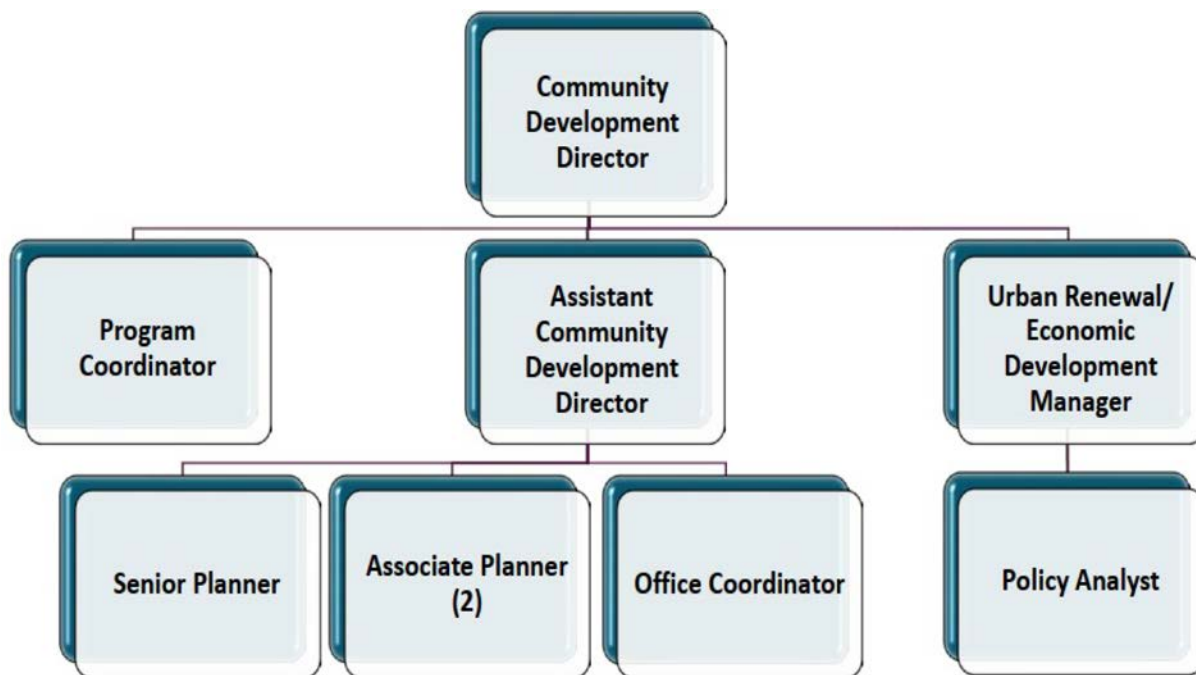 Community
Development
Director
Program
Coordinator
Assistant
Community
Development
Director
Urban Renewal/
Economic
Development
Manager
Senior Planner
Associate Planner
(2)
Office Coordinator
Policy Analyst